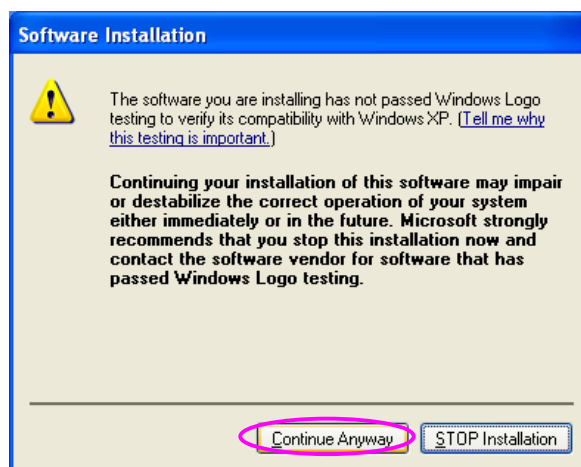 Software Installation
The software you are installing has not passed Windows Logo
testing to verify its compatibility with Windows XP. (Tell me why
this testing is important.)
Continuing your installation of this software may impair
or destabilize the correct operation of your system
either immediately or in the future. Microsoft strongly
recommends that you stop this installation now and
contact the software vendor for software that has
passed Windows Logo testing.
Continue Anyway
STOP Installation